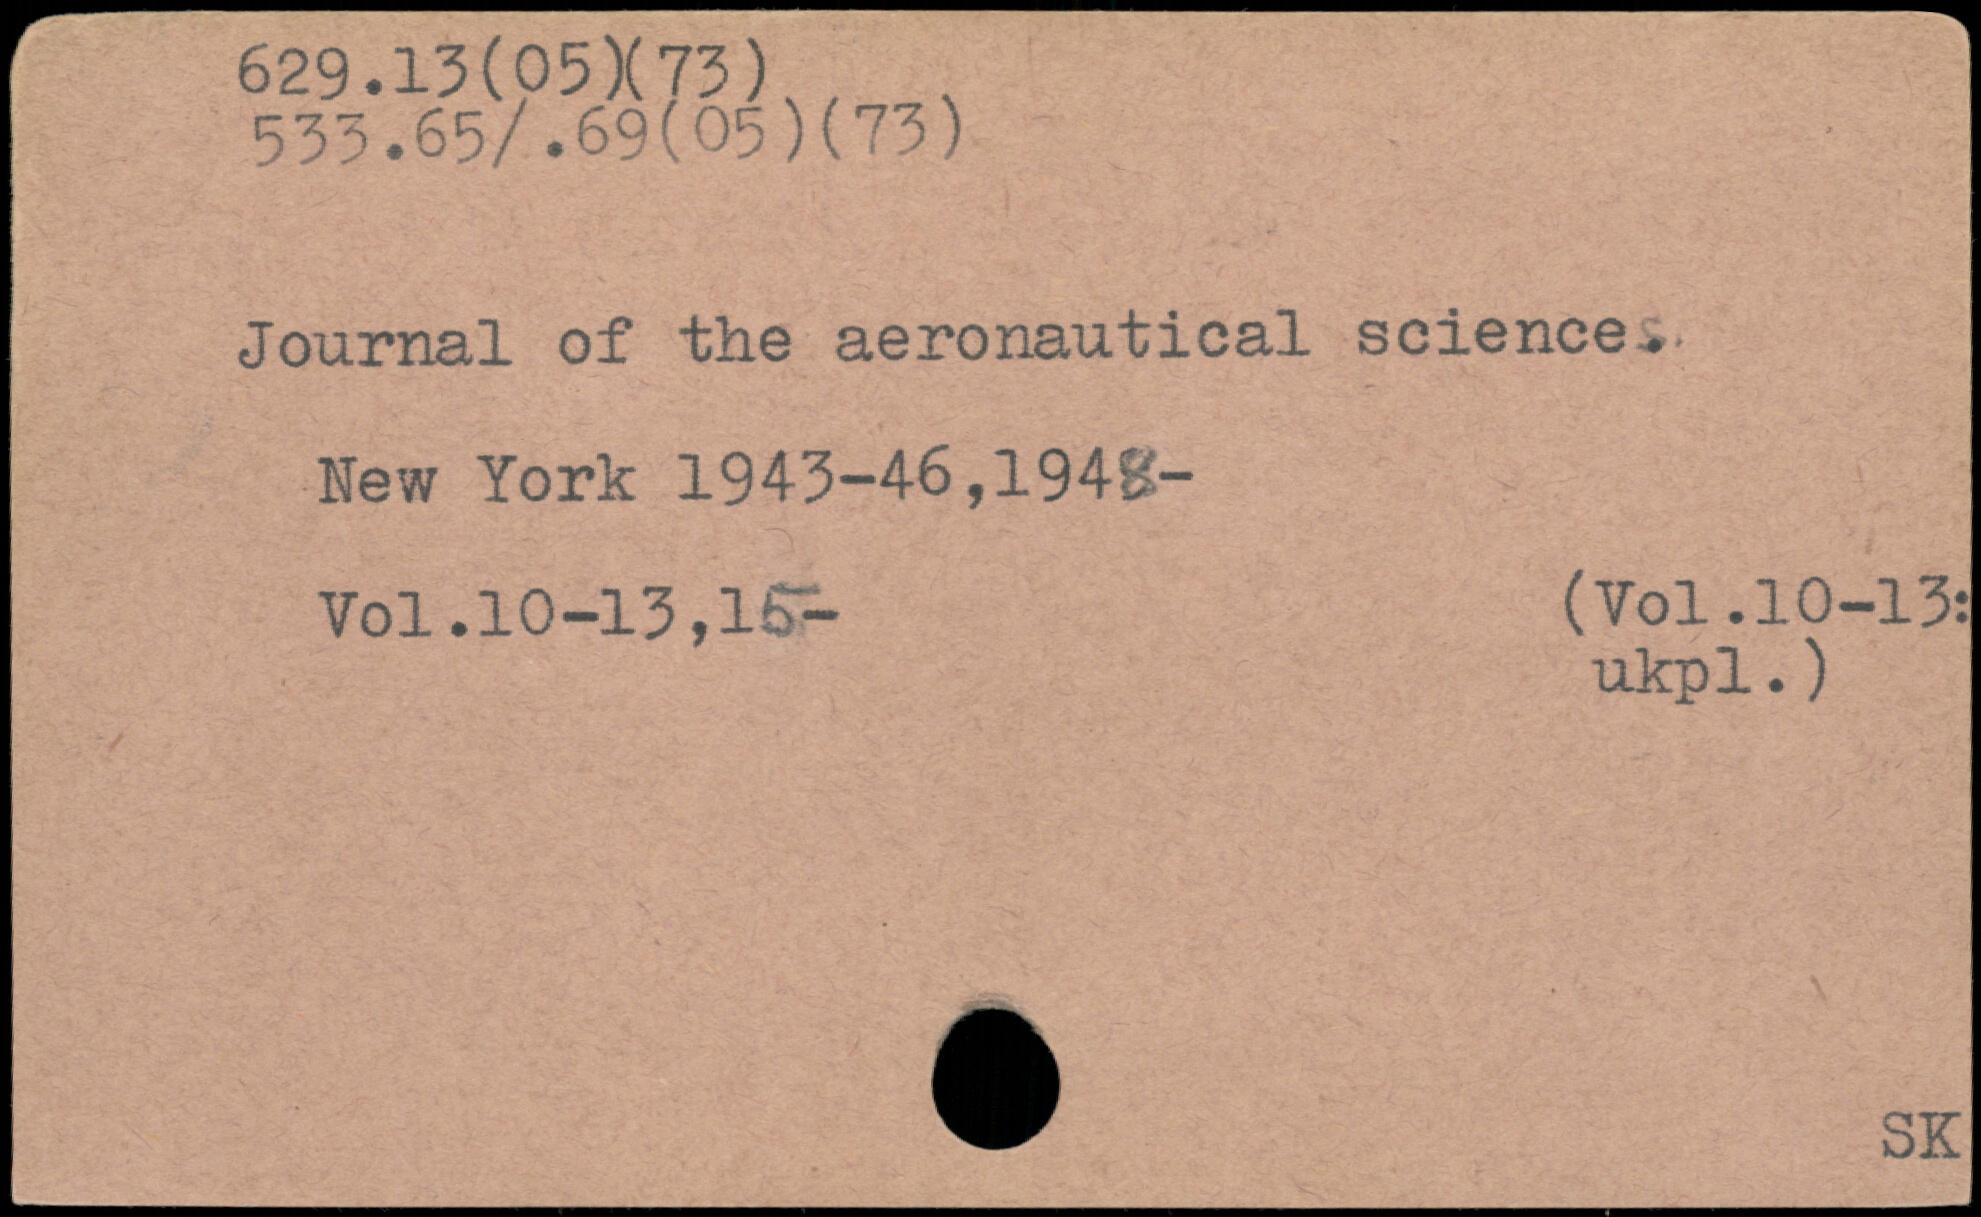 629.13(05)(73)
533.65/.69(05)(73)
Journal of the aeronautical sciences.
New York 1943-46,1948-
Vol.10-13,15-
(Vol.10-13:
ukpl.)
SK